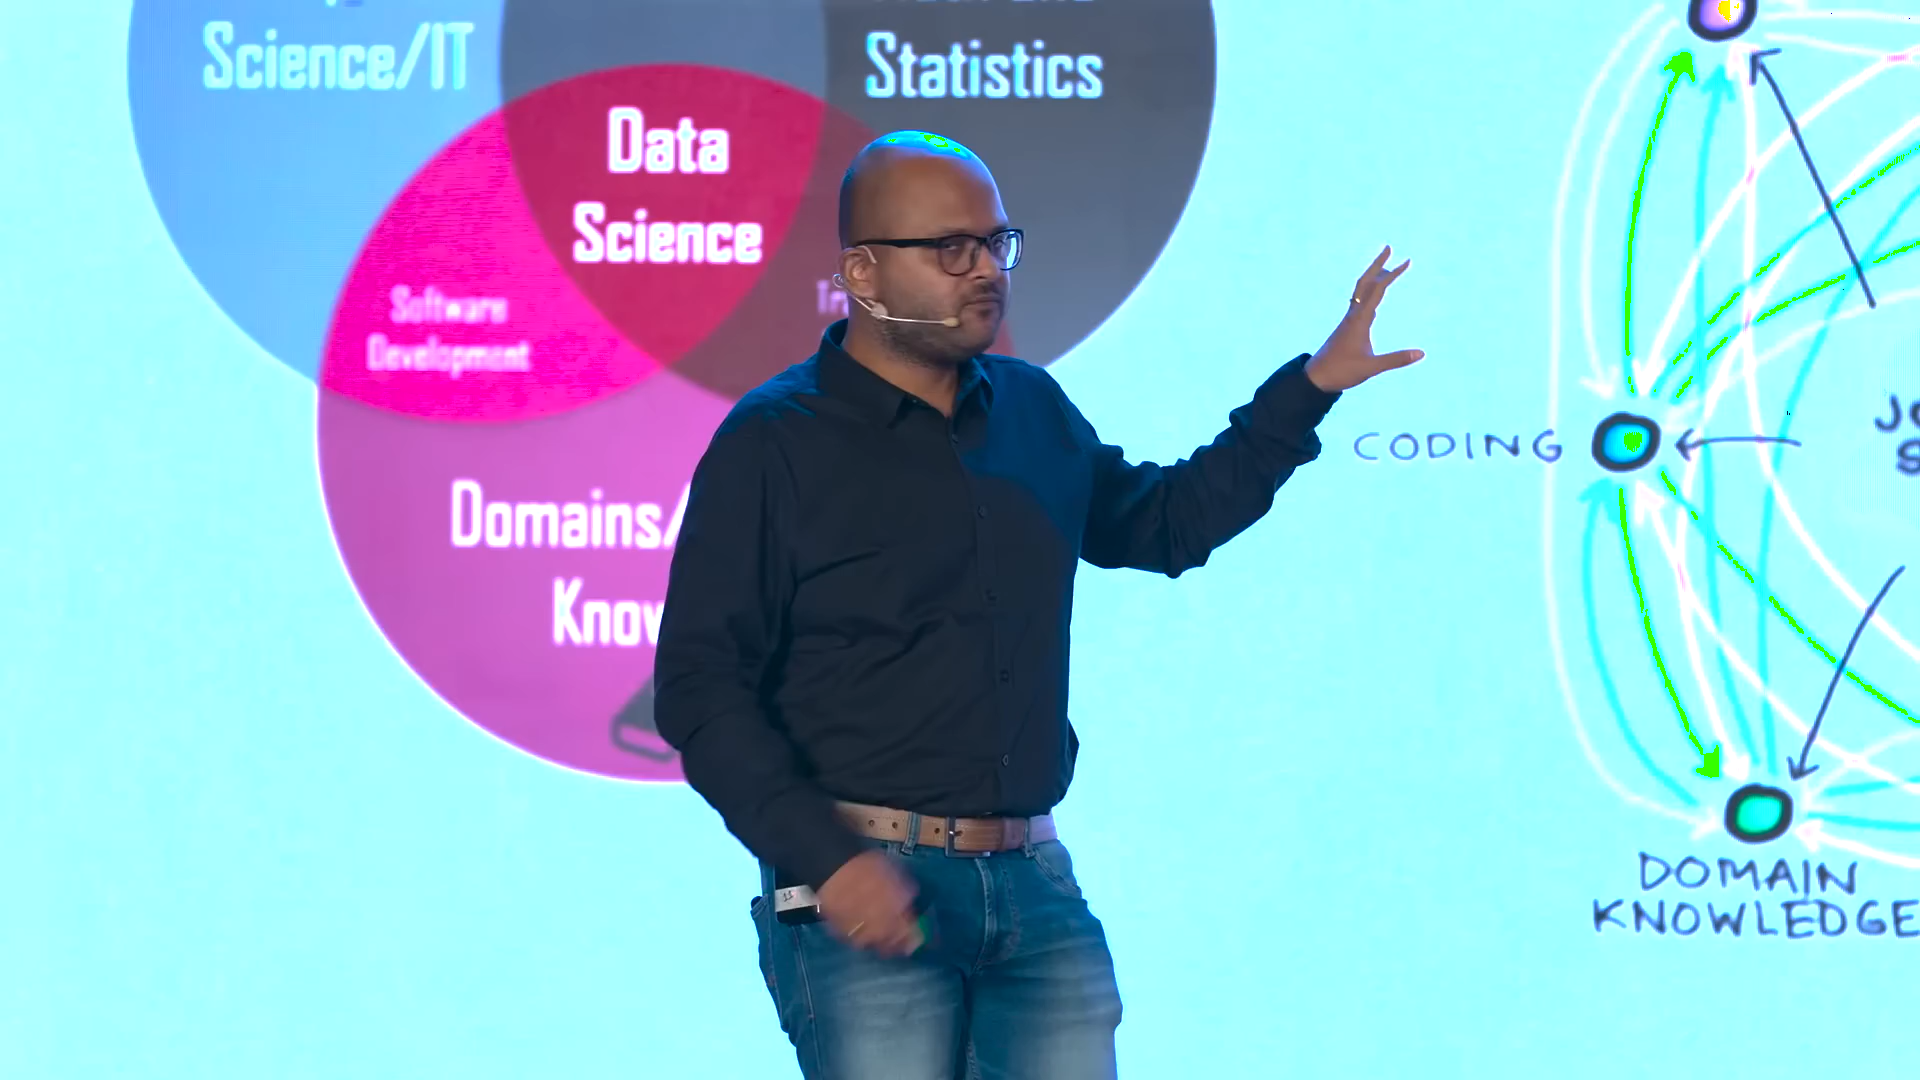 Science/IT
Statistics
Data
Science
Software
Development
Domains/
CODING
DOMAIN
KNOWLEDGE